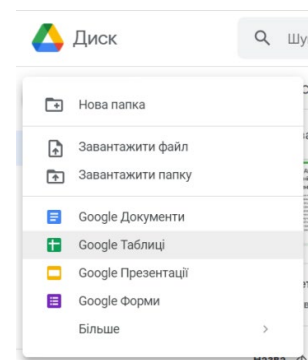 Диск
Нова папка
Завантажити файл
Завантажити папку
Google Документи
Google Таблиці
Google Презентації
Google Форми
Більше